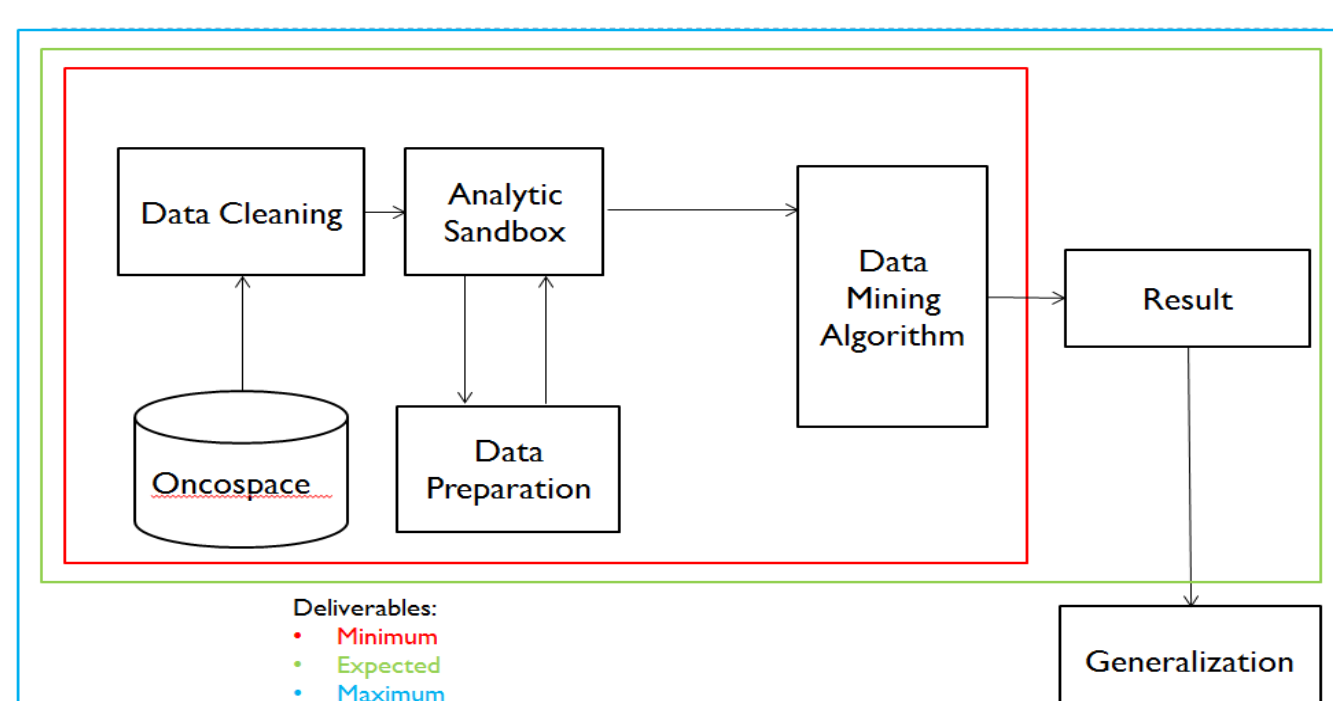 Data Cleaning
Analytic
Sandbox
Data
Mining
Algorithm
Result
Oncospace
Data
Preparation
Deliverables:
• Minimum
• Expected
• Maximum
Generalization